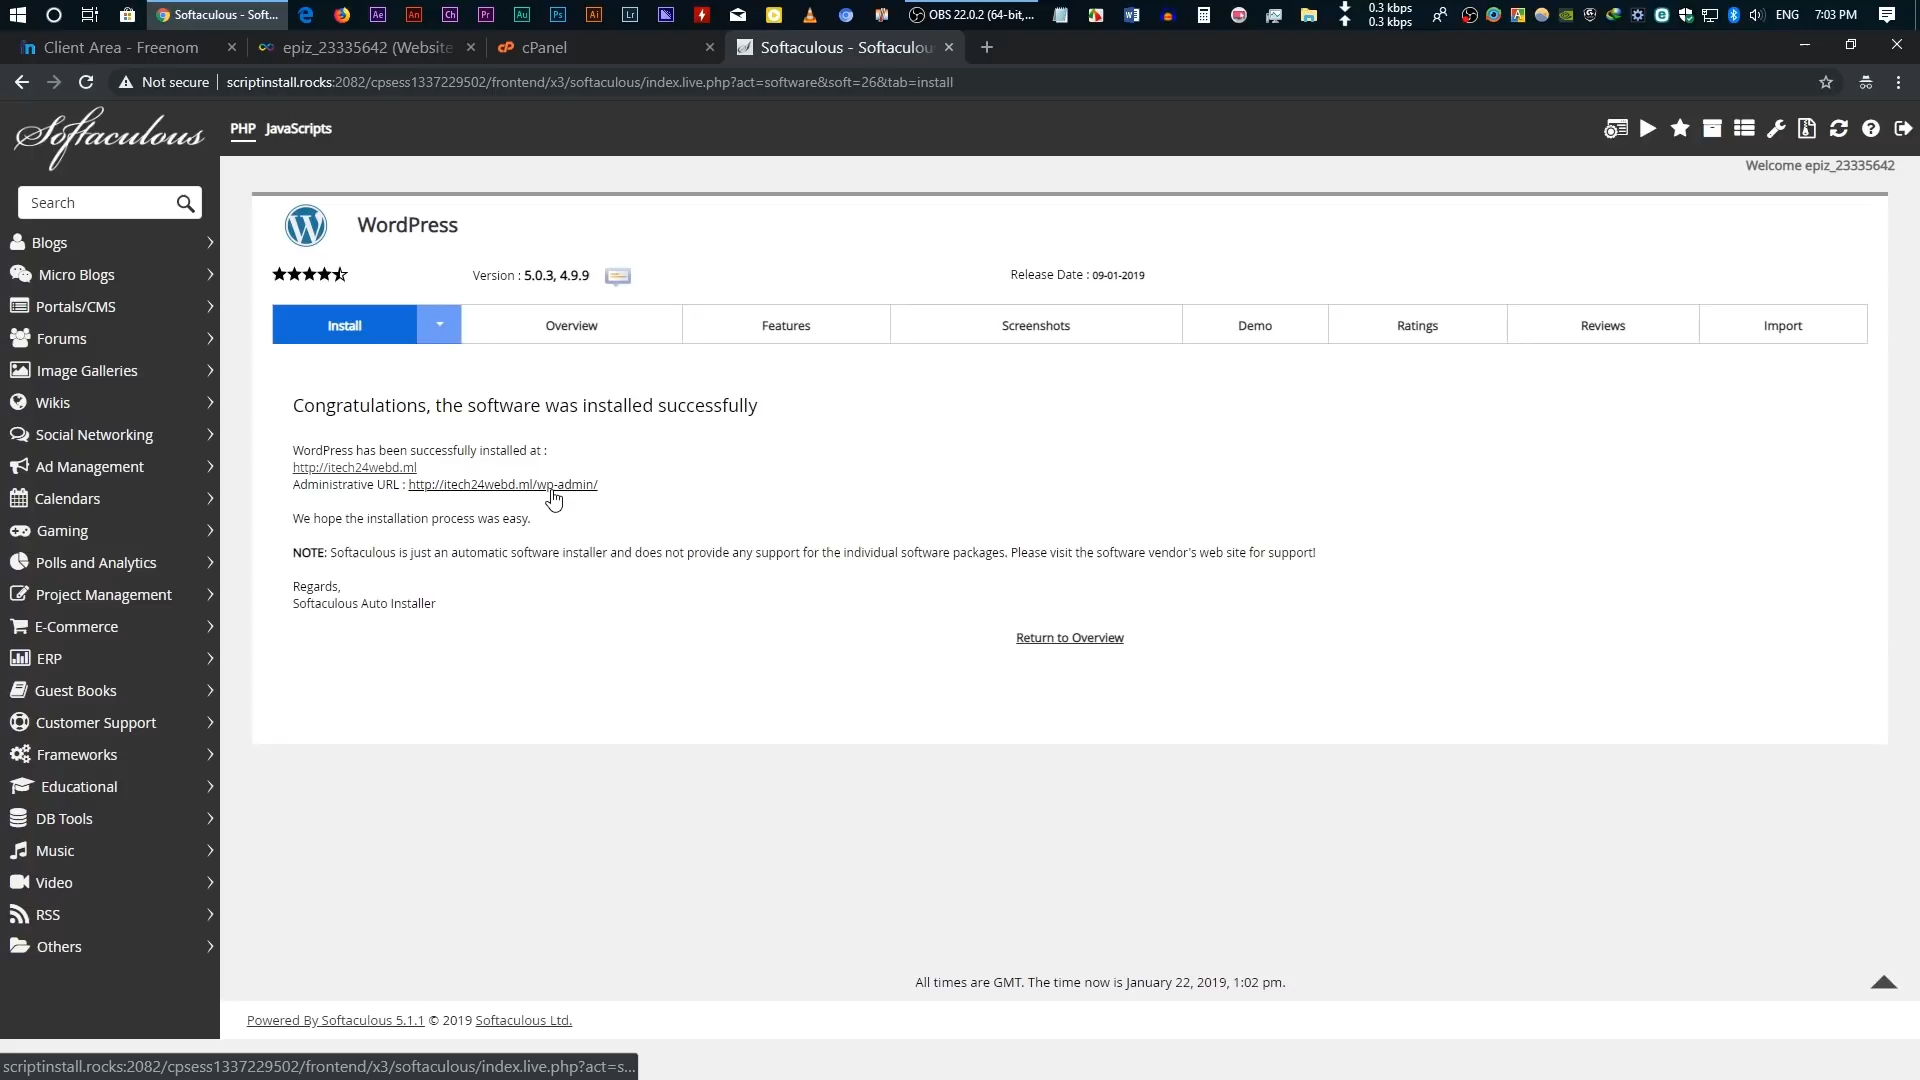 Softaculous - Soft...
Ae
An
Ch
Pr
Au
Ps
Ai
Lr
OBS 22.0.2 (64-bit,...
0.3 kbps
0.3 kbps
ENG
7:03 PM
Client Area - Freenom
epiz_23335642 (Website
cPanel
Softaculous - Softaculou
Not secure
scriptinstall.rocks:2082/cpsess1337229502/frontend/x3/softaculous/index.live.php?act=software&soft=26&tab=install
Softaculous
PHP
JavaScripts
Welcome epiz_23335642
Search
Blogs
Micro Blogs
Portals/CMS
Forums
Image Galleries
Wikis
Social Networking
Ad Management
Calendars
Gaming
Polls and Analytics
Project Management
E-Commerce
ERP
Guest Books
Customer Support
Frameworks
Educational
DB Tools
Music
Video
RSS
Others
WordPress
Version : 5.0.3, 4.9.9
Release Date : 09-01-2019
Install
Overview
Features
Screenshots
Demo
Ratings
Reviews
Import
Congratulations, the software was installed successfully
WordPress has been successfully installed at :
http://itech24webd.ml
Administrative URL : http://itech24webd.ml/wp-admin/
We hope the installation process was easy.
NOTE: Softaculous is just an automatic software installer and does not provide any support for the individual software packages. Please visit the software vendor's web site for support!
Regards,
Softaculous Auto Installer
Return to Overview
All times are GMT. The time now is January 22, 2019, 1:02 pm.
Powered By Softaculous 5.1.1 © 2019 Softaculous Ltd.
scriptinstall.rocks:2082/cpsess1337229502/frontend/x3/softaculous/index.live.php?act=s...